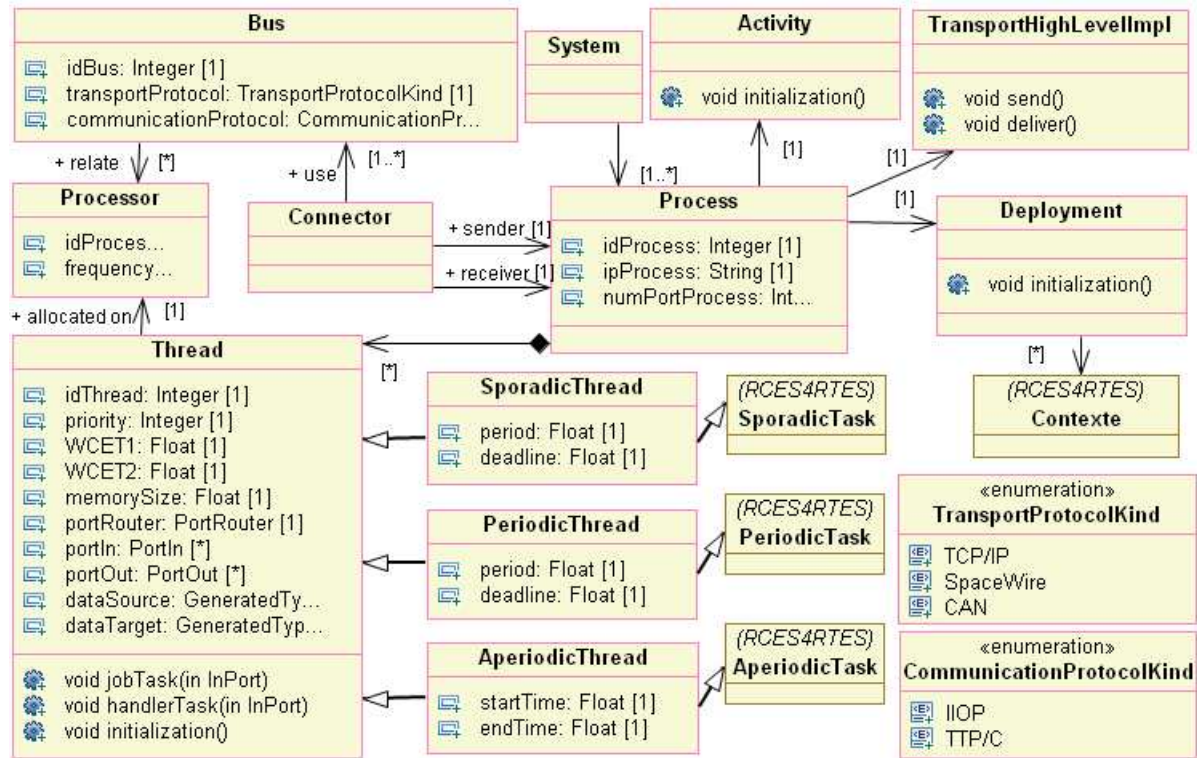 Bus
idBus: Integer [1]
transportProtocol: TransportProtocolKind [1]
communicationProtocol: CommunicationPr...
System
Activity
void initialization()
TransportHighLevelImpl
void send()
void deliver()
+ relate
[*]
+ use
[1..*]
[1..*]
[1]
[1]
[1]
Processor
idProces...
frequency...
Connector
+ sender [1]
+ receiver [1]
Process
idProcess: Integer [1]
ipProcess: String [1]
numPortProcess: Int...
Deployment
void initialization()
+ allocated on
[1]
[*]
[*]
Thread
idThread: Integer [1]
priority: Integer [1]
WCET1: Float [1]
WCET2: Float [1]
memorySize: Float [1]
portRouter: PortRouter [1]
portIn: PortIn [*]
portOut: PortOut [*]
dataSource: GeneratedTy...
dataTarget: GeneratedTyp...
void jobTask(in InPort)
void handlerTask(in InPort)
void initialization()
SporadicThread
period: Float [1]
deadline: Float [1]
(RCES4RTES)
SporadicTask
(RCES4RTES)
Contexte
PeriodicThread
period: Float [1]
deadline: Float [1]
(RCES4RTES)
PeriodicTask
«enumeration»
TransportProtocolKind
TCP/IP
SpaceWire
CAN
AperiodicThread
startTime: Float [1]
endTime: Float [1]
(RCES4RTES)
AperiodicTask
«enumeration»
CommunicationProtocolKind
IIOP
TTP/C